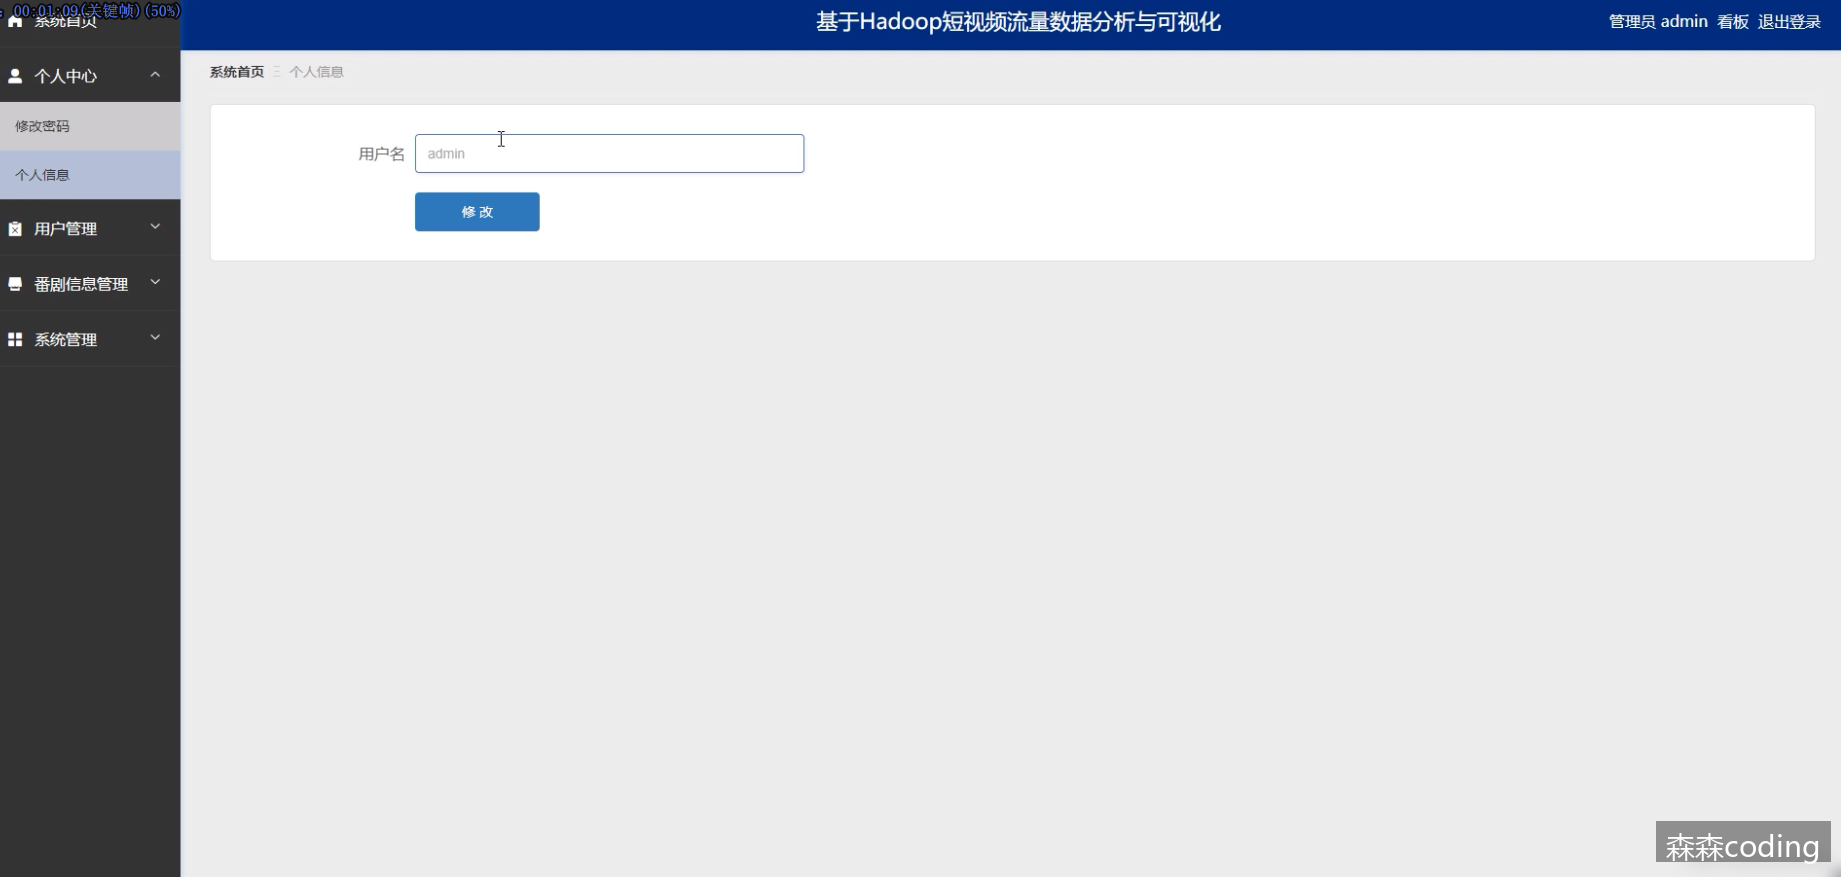 : 00:01:09(关键帧)(50%)
系统首页
基于Hadoop短视频流量数据分析与可视化
管理员 admin 看板 退出登录
个人中心
修改密码
个人信息
用户管理
番剧信息管理
系统管理
系统首页 个人信息
用户名 admin
修 改
森森coding